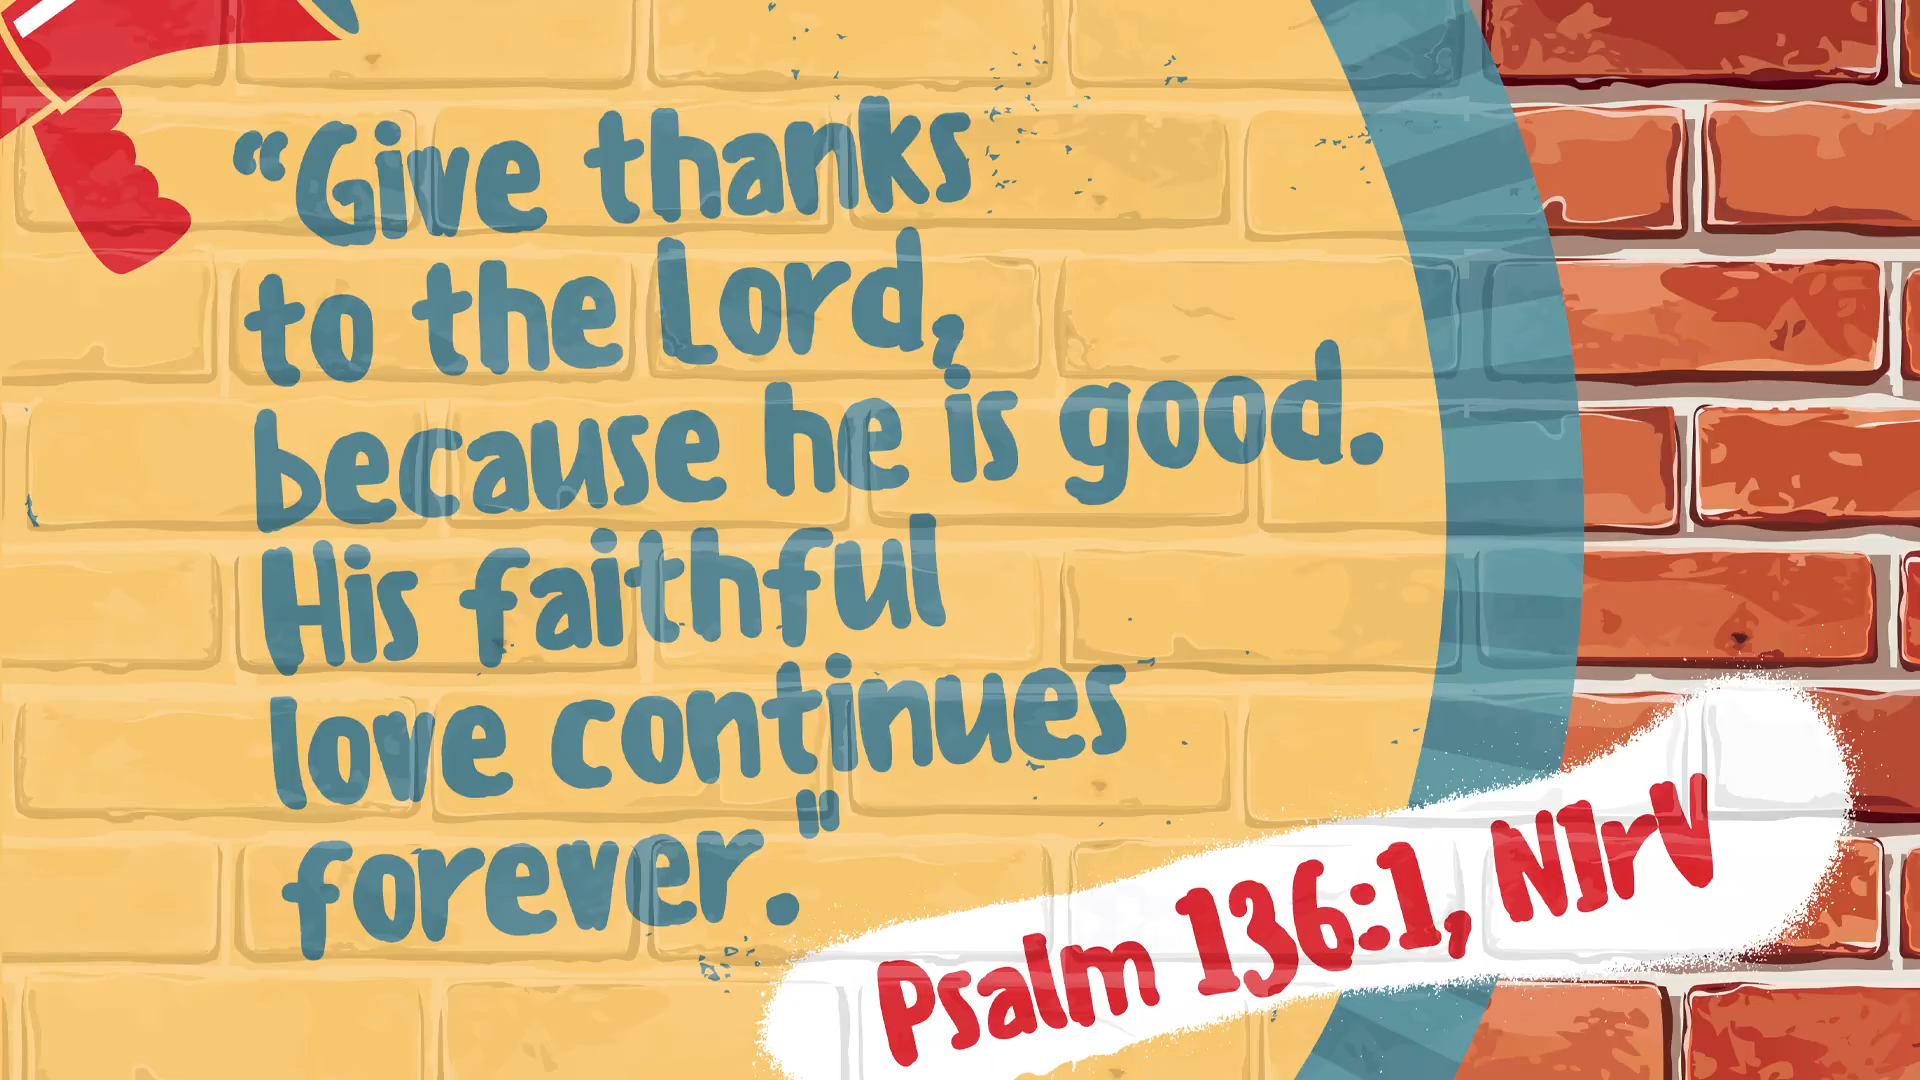 “Give thanks
to the Lord,
because he is good.
His faithful
love continues
forever."
Psalm 136:1, NIrV